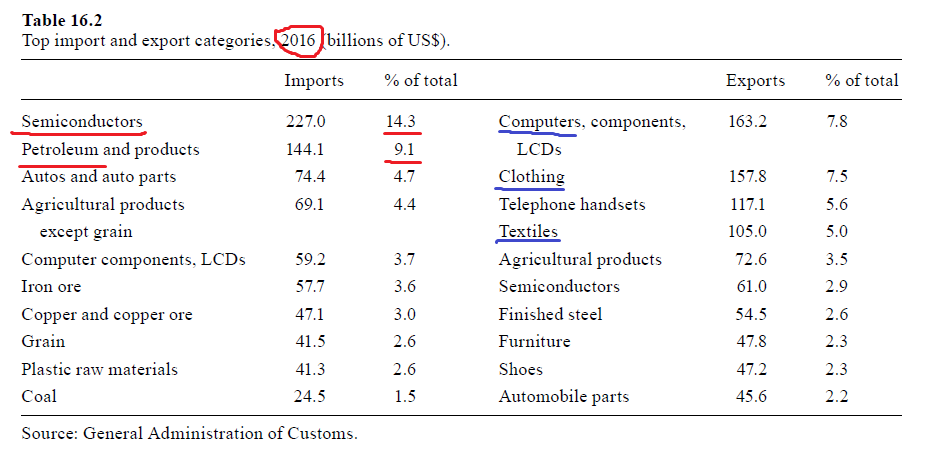 Table 16.2
Top import and export categories, 2016 (billions of US$).
Imports % of total Exports % of total
Semiconductors 227.0 14.3 Computers, components, 163.2 7.8
Petroleum and products 144.1 9.1 LCDs
Autos and auto parts 74.4 4.7 Clothing 157.8 7.5
Agricultural products 69.1 4.4 Telephone handsets 117.1 5.6
except grain Textiles 105.0 5.0
Computer components, LCDs 59.2 3.7 Agricultural products 72.6 3.5
Iron ore 57.7 3.6 Semiconductors 61.0 2.9
Copper and copper ore 47.1 3.0 Finished steel 54.5 2.6
Grain 41.5 2.6 Furniture 47.8 2.3
Plastic raw materials 41.3 2.6 Shoes 47.2 2.3
Coal 24.5 1.5 Automobile parts 45.6 2.2
Source: General Administration of Customs.